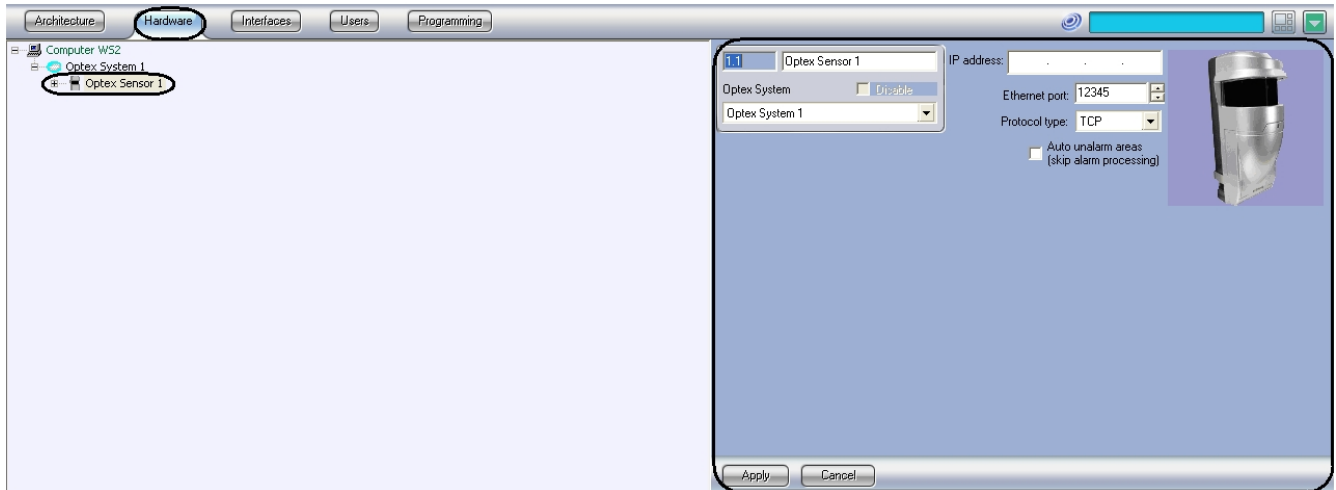 Architecture Hardware Interfaces Users Programming
Computer WS2
Optex System 1
Optex Sensor 1
1.1 Optex Sensor 1
Optex System Disable
Optex System 1
IP address: . . .
Ethernet port: 12345
Protocol type: TCP
Auto unalarm areas
(skip alarm processing)
Apply Cancel